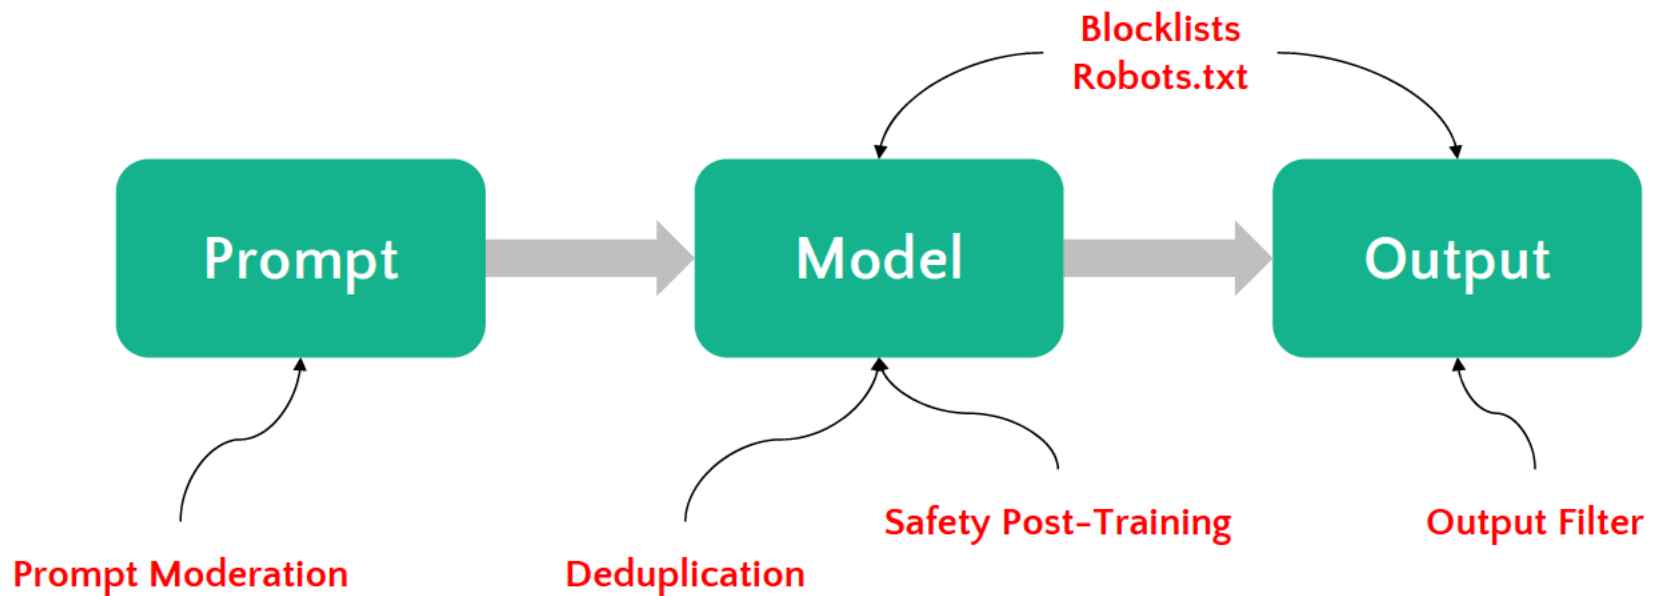 Blocklists
Robots.txt
Prompt
Model
Output
Safety Post-Training
Output Filter
Prompt Moderation
Deduplication